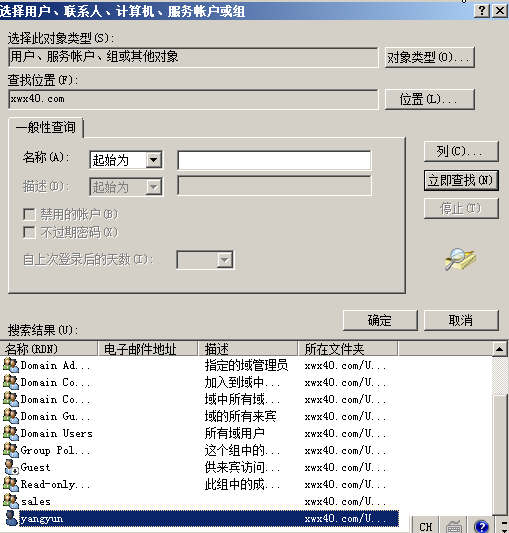 选择用户、联系人、计算机、服务帐户或组
选择此对象类型(S):
用户、服务帐户、组或其他对象
对象类型(O)...
查找位置(F):
xwx40.com
位置(L)...
一般性查询
名称(A):
起始为
描述(D):
起始为
禁用的帐户(B)
不过期密码(X)
自上次登录后的天数(I):
列(C)...
立即查找(N)
停止(T)
确定
取消
搜索结果(U):
名称(RDN) 电子邮件地址 描述 所在文件夹
Domain Ad... 指定的域管理员 xwx40.com/U...
Domain Co... 加入到域中... xwx40.com/U...
Domain Co... 域中所有域... xwx40.com/U...
Domain Gu... 域的所有来宾 xwx40.com/U...
Domain Users 所有域用户 xwx40.com/U...
Group Pol... 这个组中的... xwx40.com/U...
Guest 供来宾访问... xwx40.com/U...
Read-only... 此组中的成... xwx40.com/U...
sales xwx40.com/U...
yangyun xwx40.com/U...
CH